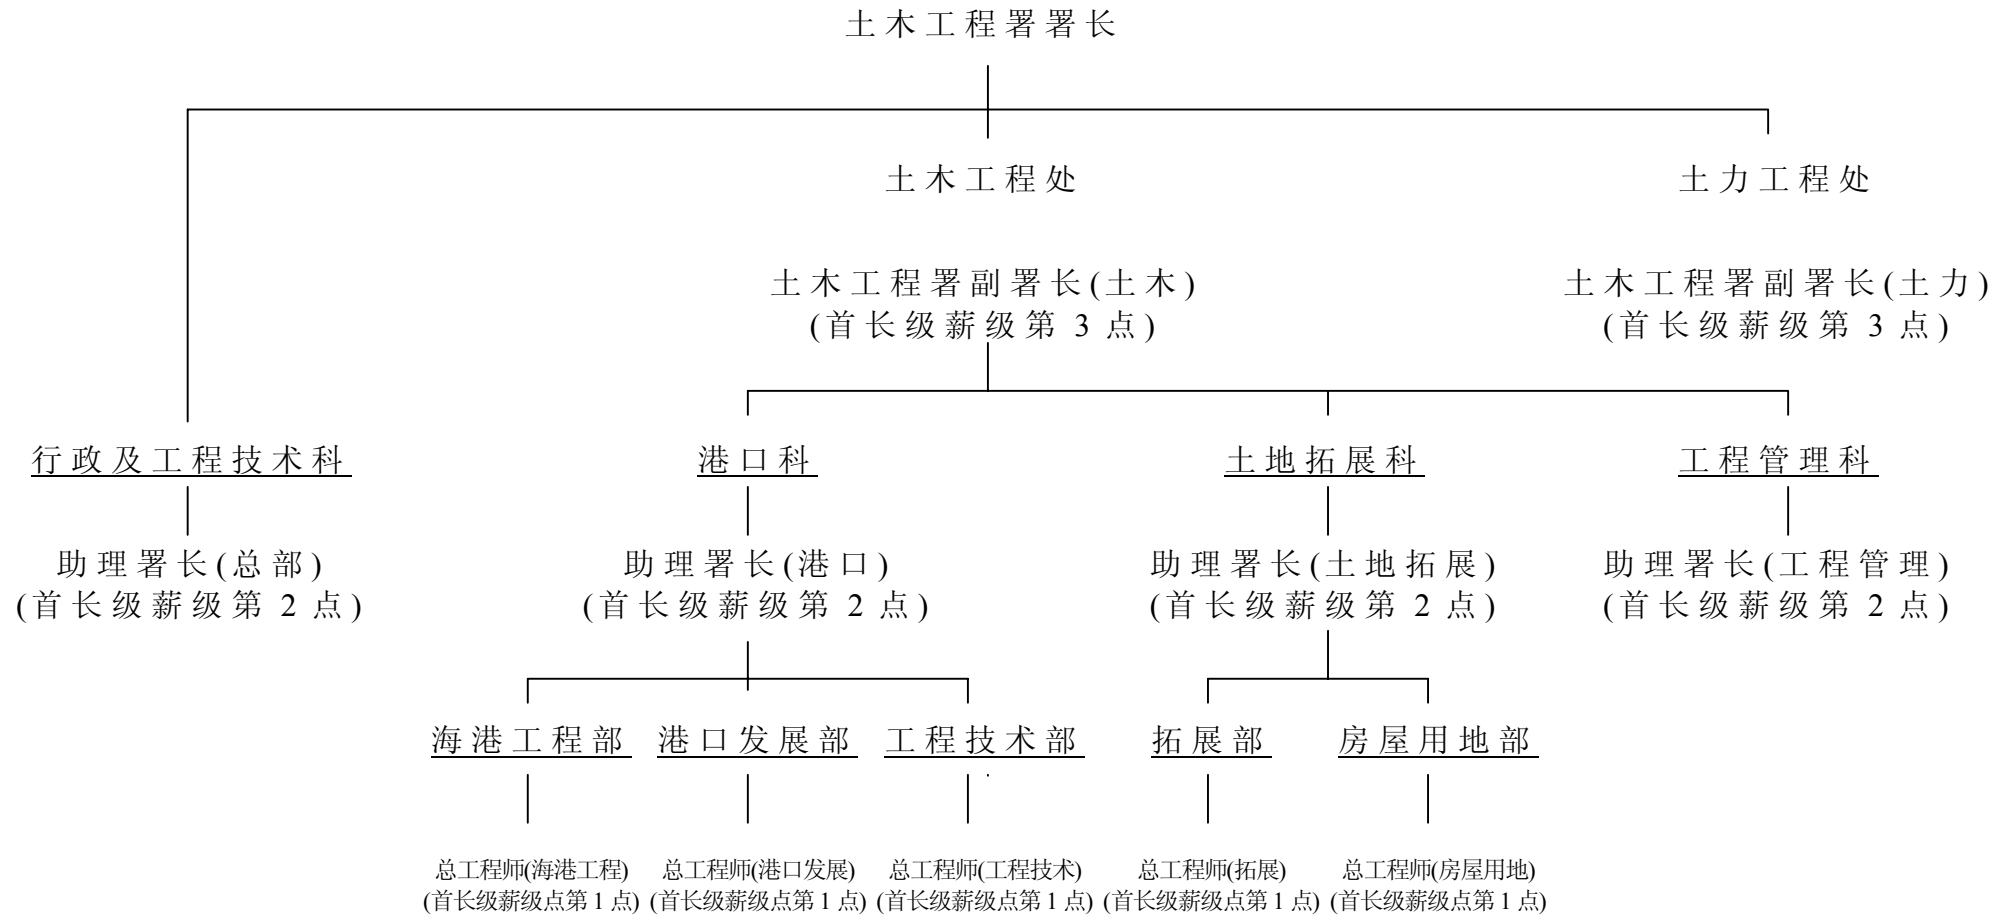 土木工程署署长
土木工程处
土力工程处
土木工程署副署长(土木)
(首长级薪级第 3 点)
土木工程署副署长(土力)
(首长级薪级第 3 点)
行政及工程技术科
港口科
土地拓展科
工程管理科
助理署长(总部)
(首长级薪级第 2 点)
助理署长(港口)
(首长级薪级第 2 点)
助理署长(土地拓展)
(首长级薪级第 2 点)
助理署长(工程管理)
(首长级薪级第 2 点)
海港工程部
港口发展部
工程技术部
拓展部
房屋用地部
总工程师(海港工程)
(首长级薪级点第 1 点)
总工程师(港口发展)
(首长级薪级点第 1 点)
总工程师(工程技术)
(首长级薪级点第 1 点)
总工程师(拓展)
(首长级薪级点第 1 点)
总工程师(房屋用地)
(首长级薪级点第 1 点)